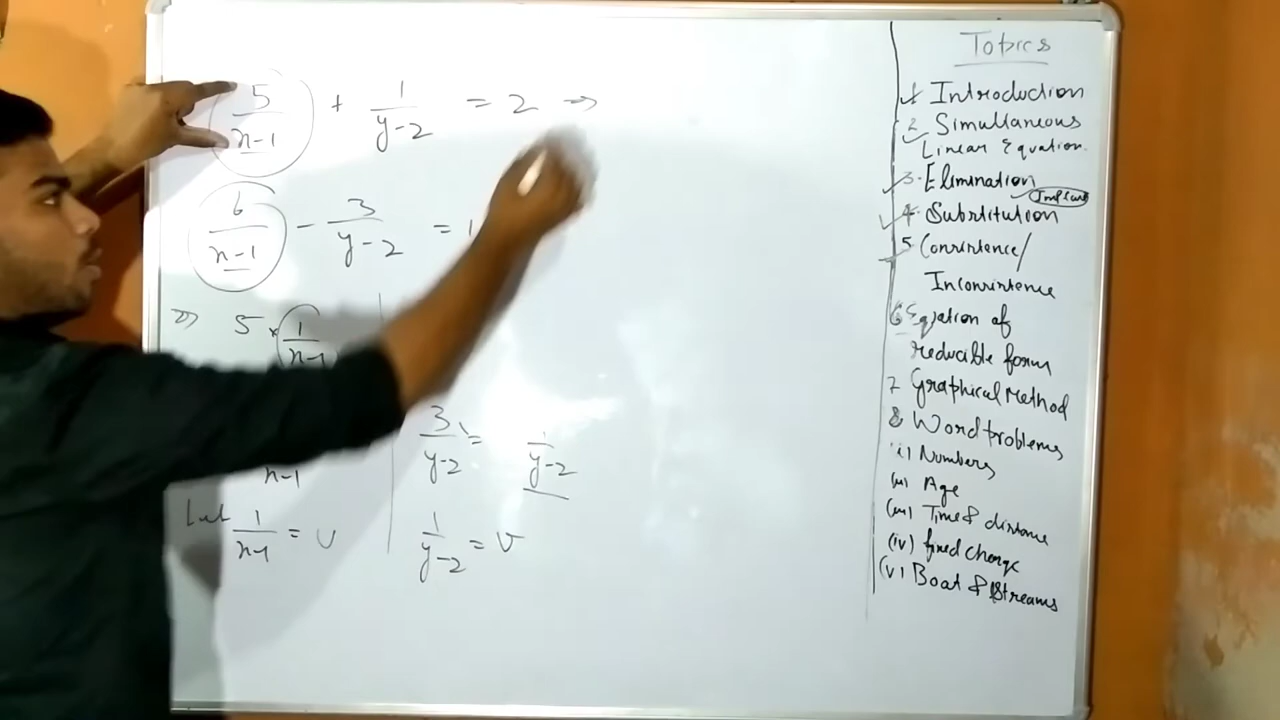 5/(x-1) + 1/(y-2) = 2 ⇒
6/(x-1) - 3/(y-2) = 1
⇒ 5 × 1/(x-1)
3/(y-2) = 1/(y-2)
x-1
Let 1/(x-1) = u
1/(y-2) = v
Topics
1 Introduction
2 Simultaneous
Linear Equation.
3. Elimination
4. Substitution
5 Consistence/
Inconsistence
6 Equation of
reducible form
7 Graphical Method
8 Word problems
(i) Numbers
(ii) Age
(iii) Time & distance
(iv) fixed charge
(v) Boat & Streams